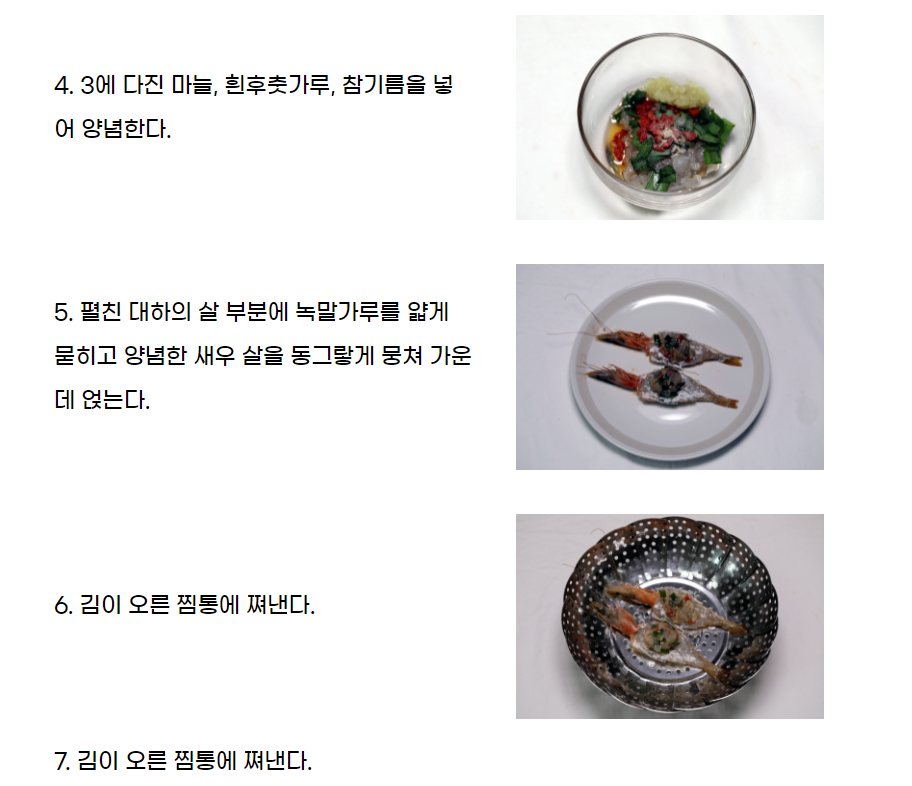 4. 3에 다진 마늘, 흰후춧가루, 참기름을 넣
어 양념한다.
5. 펼친 대하의 살 부분에 녹말가루를 얇게
묻히고 양념한 새우 살을 동그랗게 뭉쳐 가운
데 얹는다.
6. 김이 오른 찜통에 쪄낸다.
7. 김이 오른 찜통에 쪄낸다.